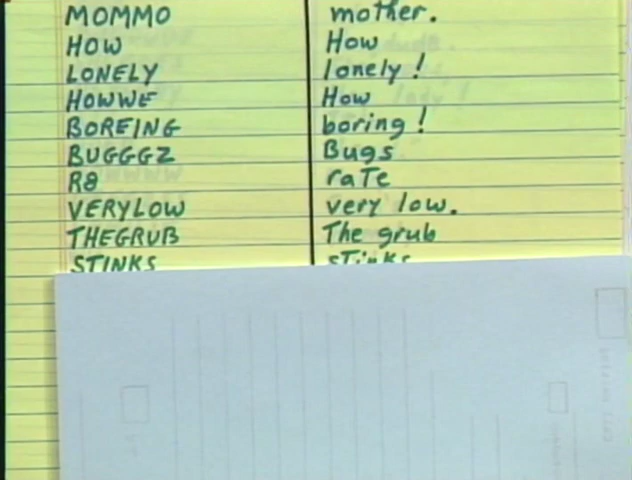 MOMMO mother.
HOW How
LONELY lonely!
HOWWE How
BOREING boring!
BUGGGZ Bugs
R8 rate
VERYLOW very low.
THEGRUB The grub
STINKS stinks